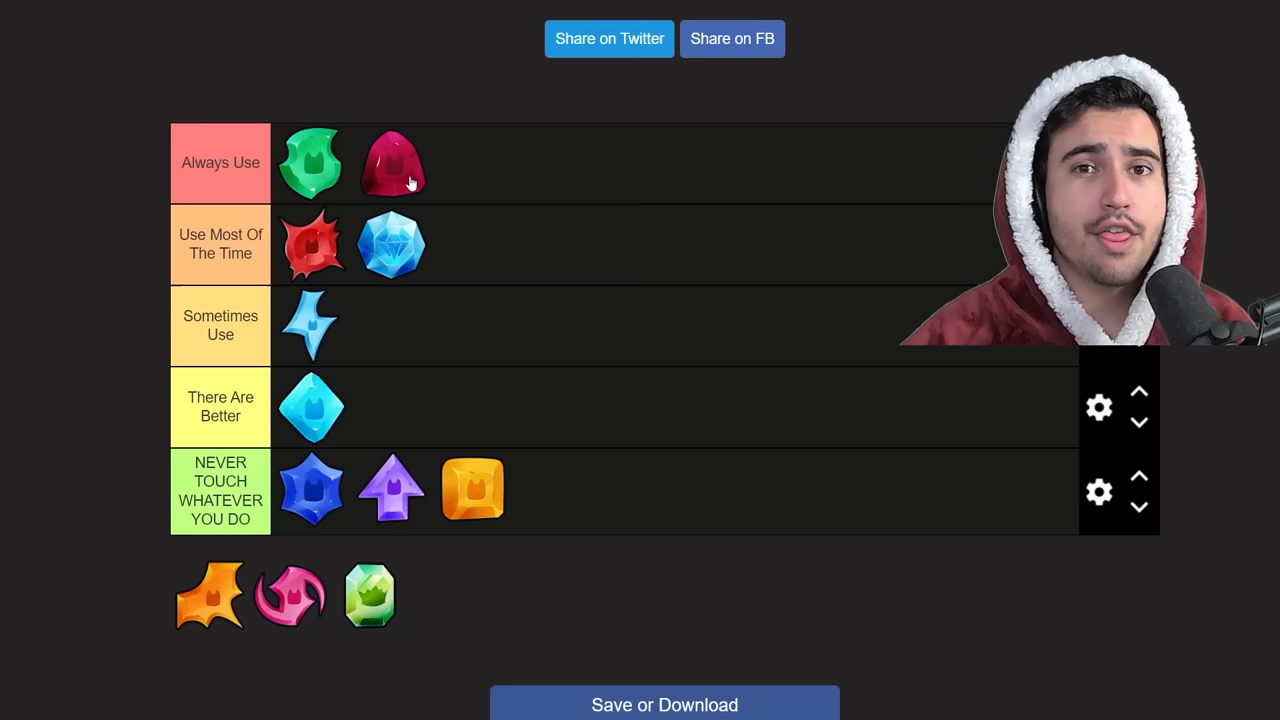 Share on Twitter
Share on FB
Always Use
Use Most Of
The Time
Sometimes
Use
There Are
Better
NEVER
TOUCH
WHATEVER
YOU DO
Save or Download